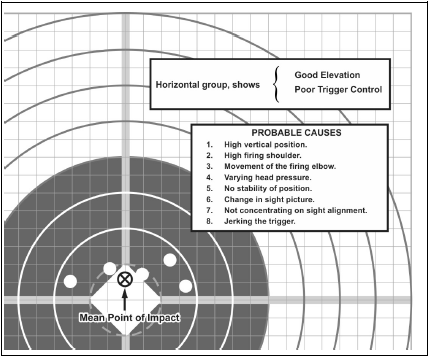 Horizontal group, shows
Good Elevation
Poor Trigger Control
PROBABLE CAUSES
1. High vertical position.
2. High firing shoulder.
3. Movement of the firing elbow.
4. Varying head pressure.
5. No stability of position.
6. Change in sight picture.
7. Not concentrating on sight alignment.
8. Jerking the trigger.
Mean Point of Impact